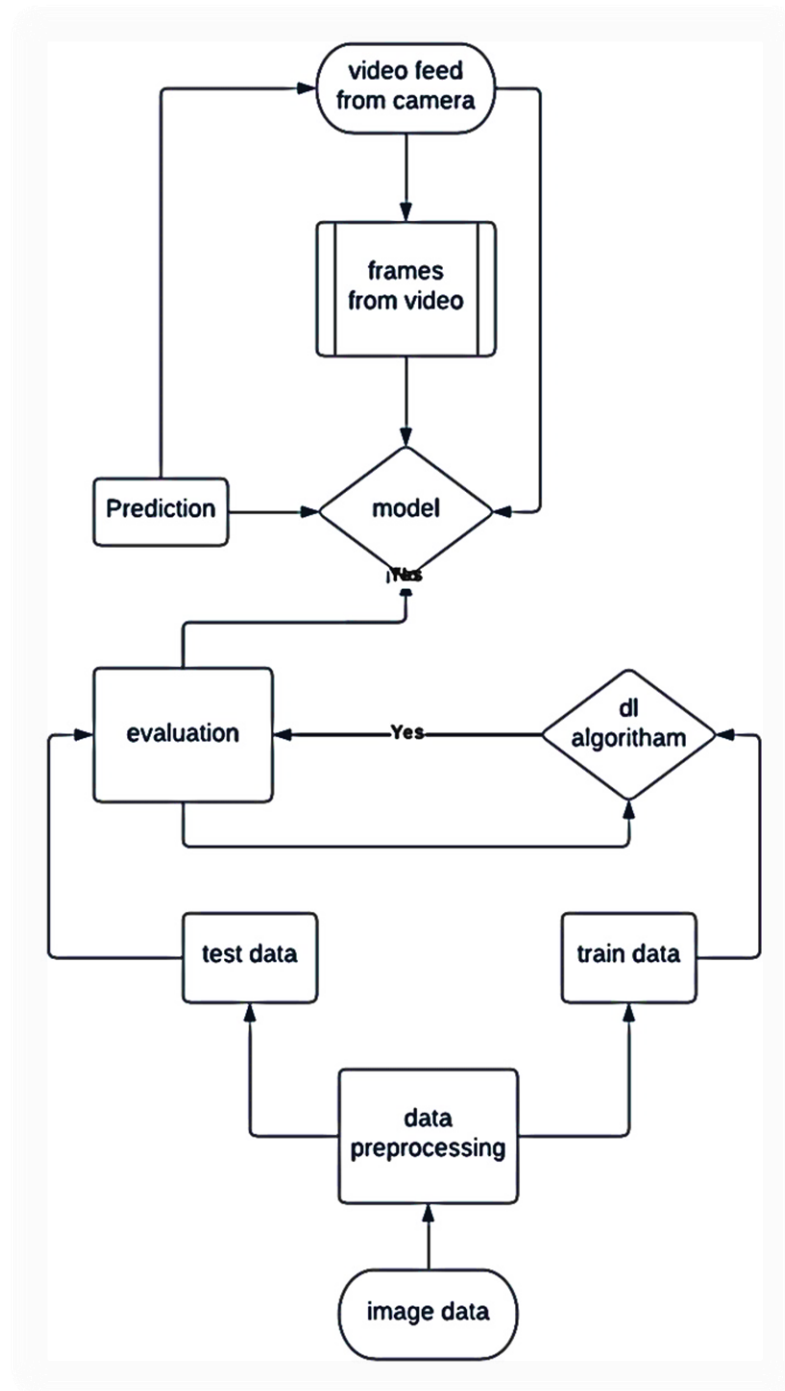 video feed
from camera
frames
from video
Prediction
model
evaluation
Yes
dl
algoritham
test data
train data
data
preprocessing
image data